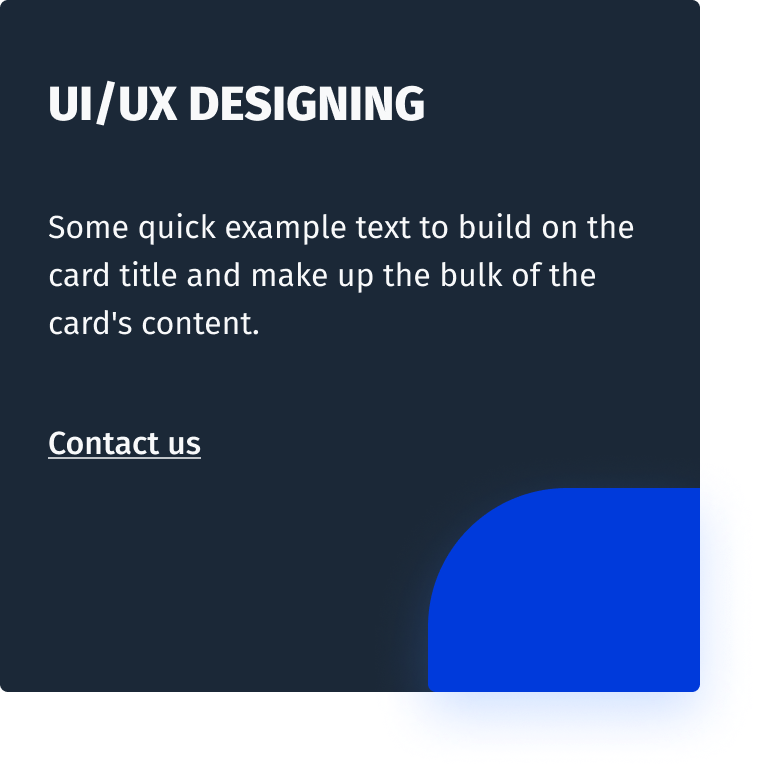 UI/UX DESIGNING
Some quick example text to build on the
card title and make up the bulk of the
card's content.
Contact us